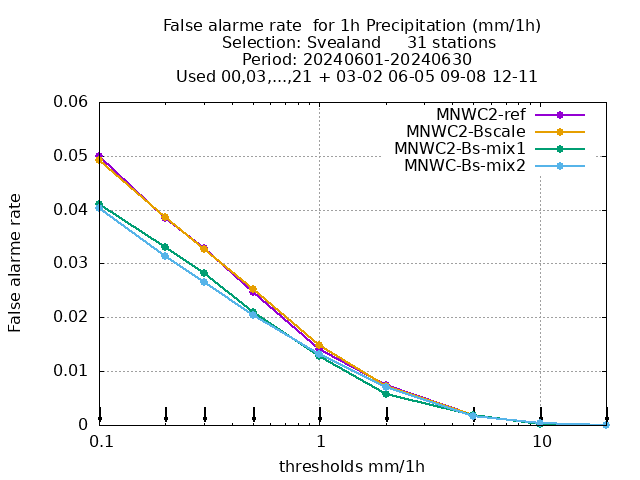 False alarme rate  for 1h Precipitation (mm/1h)
Selection: Svealand     31 stations
Period: 20240601-20240630
Used 00,03,...,21 + 03-02 06-05 09-08 12-11
MNWC2-ref
MNWC2-Bscale
MNWC2-Bs-mix1
MNWC-Bs-mix2
False alarme rate
0.06
0.05
0.04
0.03
0.02
0.01
0
0.1
1
10
thresholds mm/1h